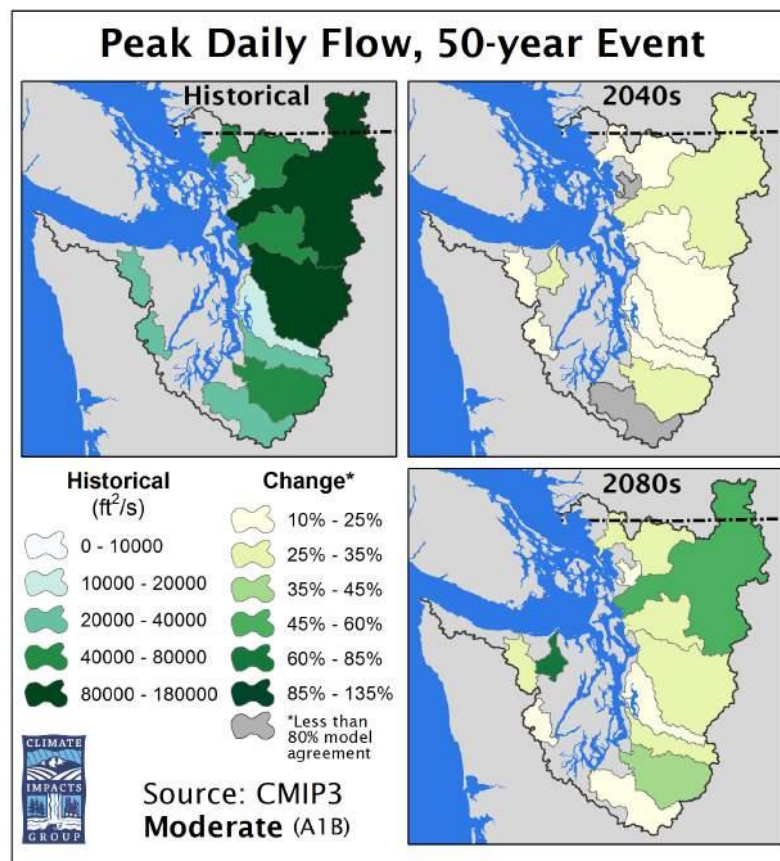 Peak Daily Flow, 50-year Event
Historical
2040s
Historical
(ft²/s)
0 - 10000
10000 - 20000
20000 - 40000
40000 - 80000
80000 - 180000
Change*
10% - 25%
25% - 35%
35% - 45%
45% - 60%
60% - 85%
85% - 135%
*Less than
80% model
agreement
2080s
CLIMATE
IMPACTS
GROUP
Source: CMIP3
Moderate (A1B)